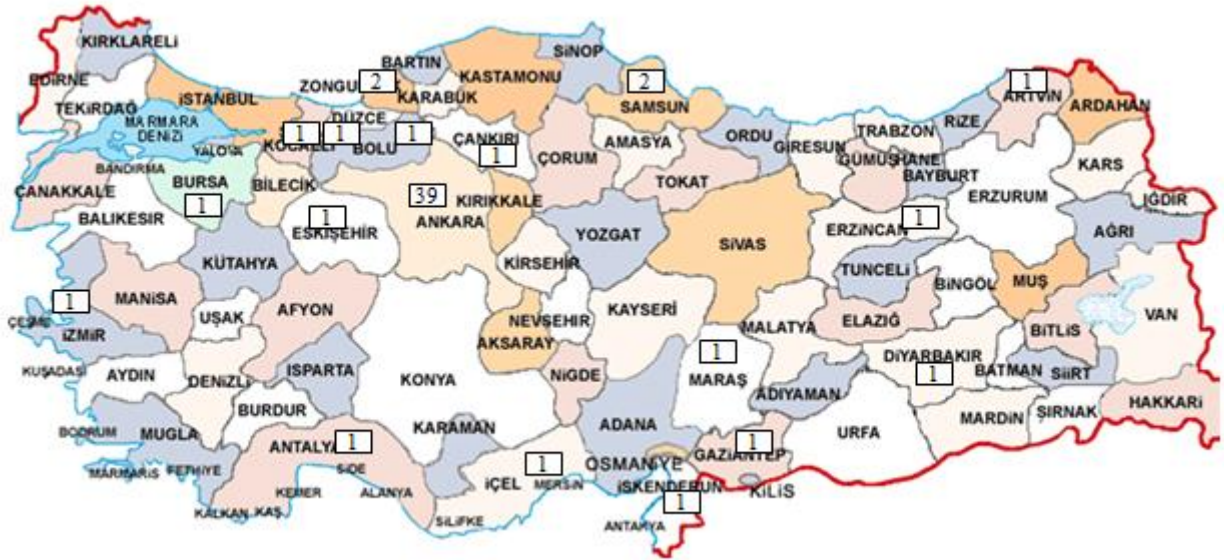 KIRKLARELİ
EDİRNE
TEKİRDAĞ
İSTANBUL
MARMARA
DENİZİ
YALOVA
BANDIRMA
ÇANAKKALE
BALIKESIR
BURSA
1
BİLECİK
1
1
DÜZCE
BOLU
1
2
BARTIN
KARABÜK
KASTAMONU
SİNOP
2
SAMSUN
ÇANKIRI
1
ÇORUM
AMASYA
TOKAT
ORDU
GİRESUN
TRABZON
GÜMÜŞHANE
BAYBURT
RİZE
1
ARTVİN
ARDAHAN
KARS
IĞDIR
AĞRI
ERZURUM
ERZİNCAN
1
TUNCELİ
BİNGÖL
MUŞ
BİTLİS
VAN
HAKKARİ
ŞIRNAK
SİİRT
BATMAN
DİYARBAKIR
1
MARDİN
URFA
ADIYAMAN
ELAZIĞ
MALATYA
SİVAS
YOZGAT
KAYSERİ
KIRŞEHİR
NEVŞEHIR
AKSARAY
NİĞDE
KIRIKKALE
39
ANKARA
1
ESKİŞEHİR
KÜTAHYA
AFYON
UŞAK
MANİSA
1
ÇEŞME
İZMİR
KUŞADASI
AYDIN
DENİZLİ
BURDUR
ISPARTA
KONYA
KARAMAN
BODRUM
MUGLA
MARMARİS
FETHİYE
ANTALYA
1
SİDE
KEMER
ALANYA
KALKAN
KAŞ
İÇEL
1
MERSIN
SİLİFKE
ADANA
OSMANİYE
1
MARAŞ
1
GAZİANTEP
KİLİS
İSKENDERUN
1
ANTAKYA